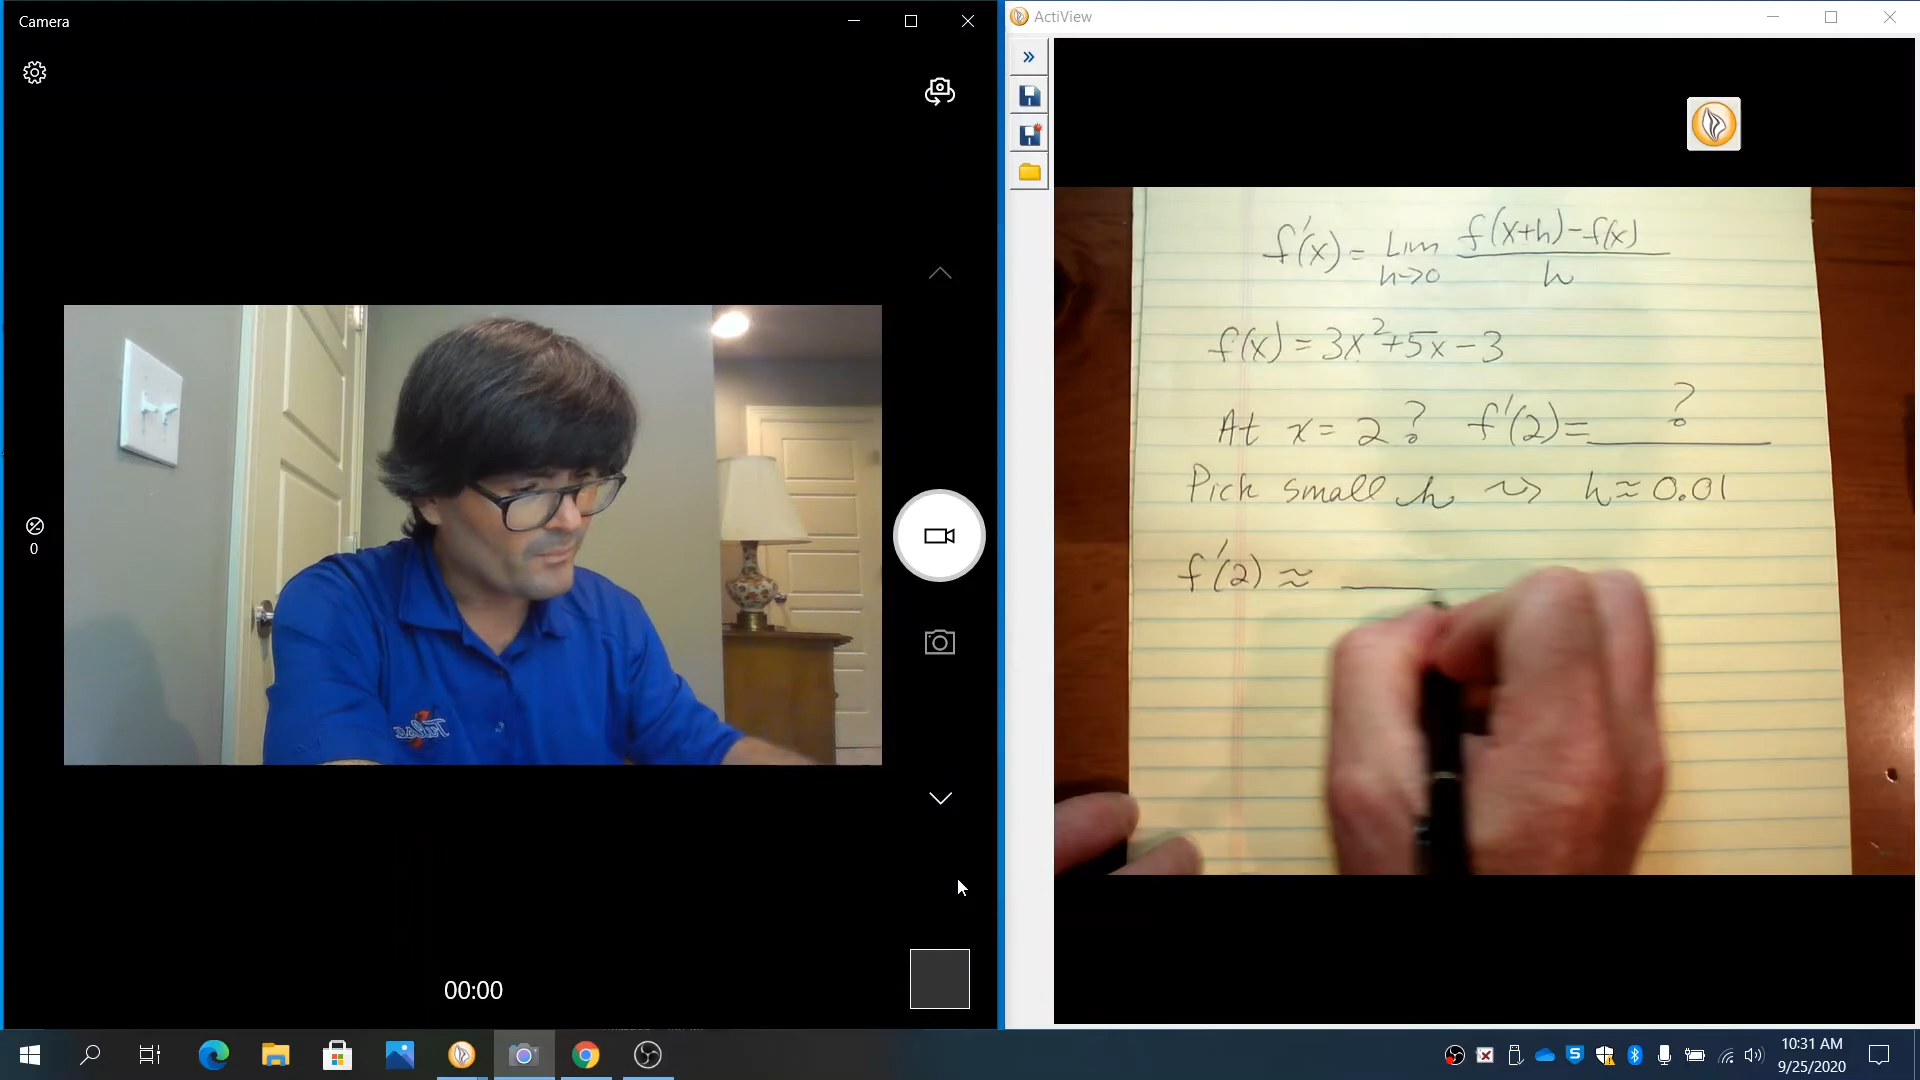 Camera
ActiView
f'(x) = Lim h->0 f(x+h)-f(x) / h
f(x) = 3x²+5x-3
At x = 2 ? f'(2) = ?
Pick small h ~> h ≈ 0.01
f'(2) ≈
0
Tulsa
00:00
10:31 AM
9/25/2020